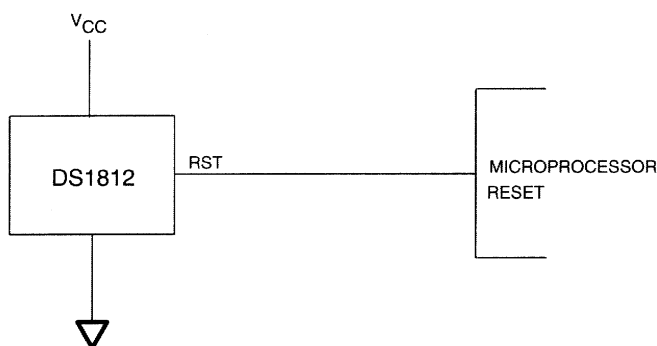 VCC
RST
DS1812
MICROPROCESSOR
RESET